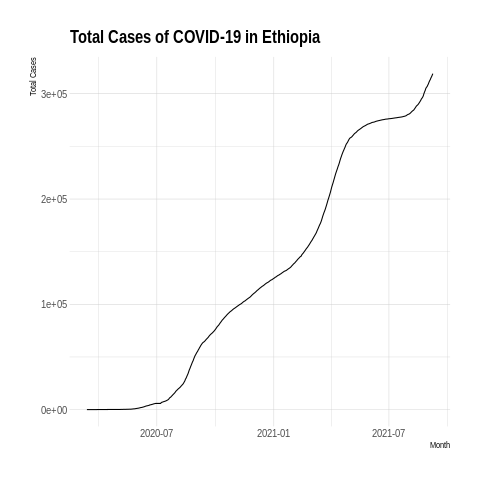 Total Cases of COVID-19 in Ethiopia
Total Cases
3e+05
2e+05
1e+05
0e+00
2020-07 2021-01 2021-07
Month